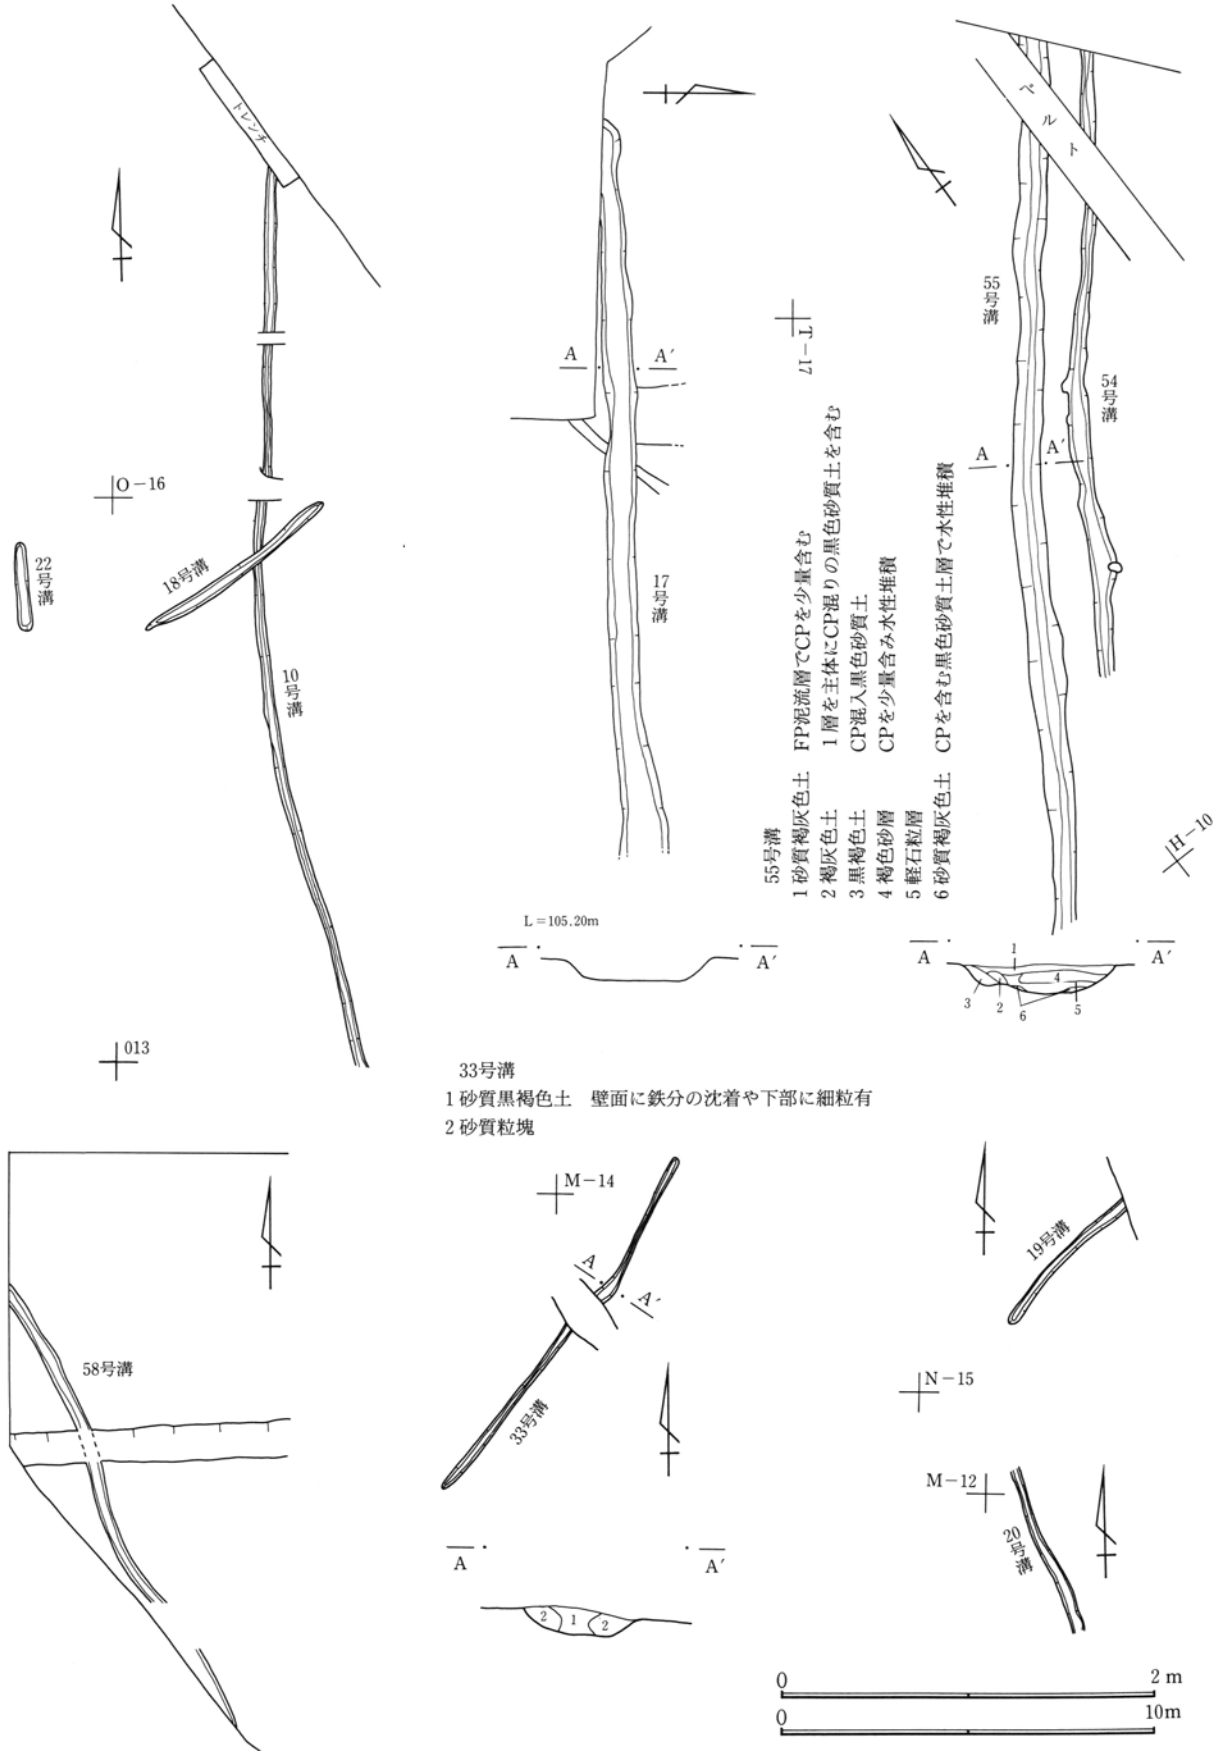 トレンチ
O-16
22号溝
18号溝
10号溝
013
A
A′
17号溝
L=105.20m
A
A′
T-17
55号溝
1 砂質褐灰色土 FP泥流層でCPを少量含む
2 褐灰色土 1層を主体にCP混りの黒色砂質土を含む
3 黒褐色土 CP混入黒色砂質土
4 褐色砂層 CPを少量含み水性堆積
5 軽石粒層
6 砂質褐灰色土 CPを含む黒色砂質土層で水性堆積
ベルト
55号溝
54号溝
A
A′
H-10
A
A′
1
4
3
2
6
5
33号溝
1 砂質黒褐色土 壁面に鉄分の沈着や下部に細粒有
2 砂質粒塊
58号溝
M-14
A
A′
33号溝
A
A′
2
1
2
19号溝
N-15
M-12
20号溝
0
2 m
0
10m